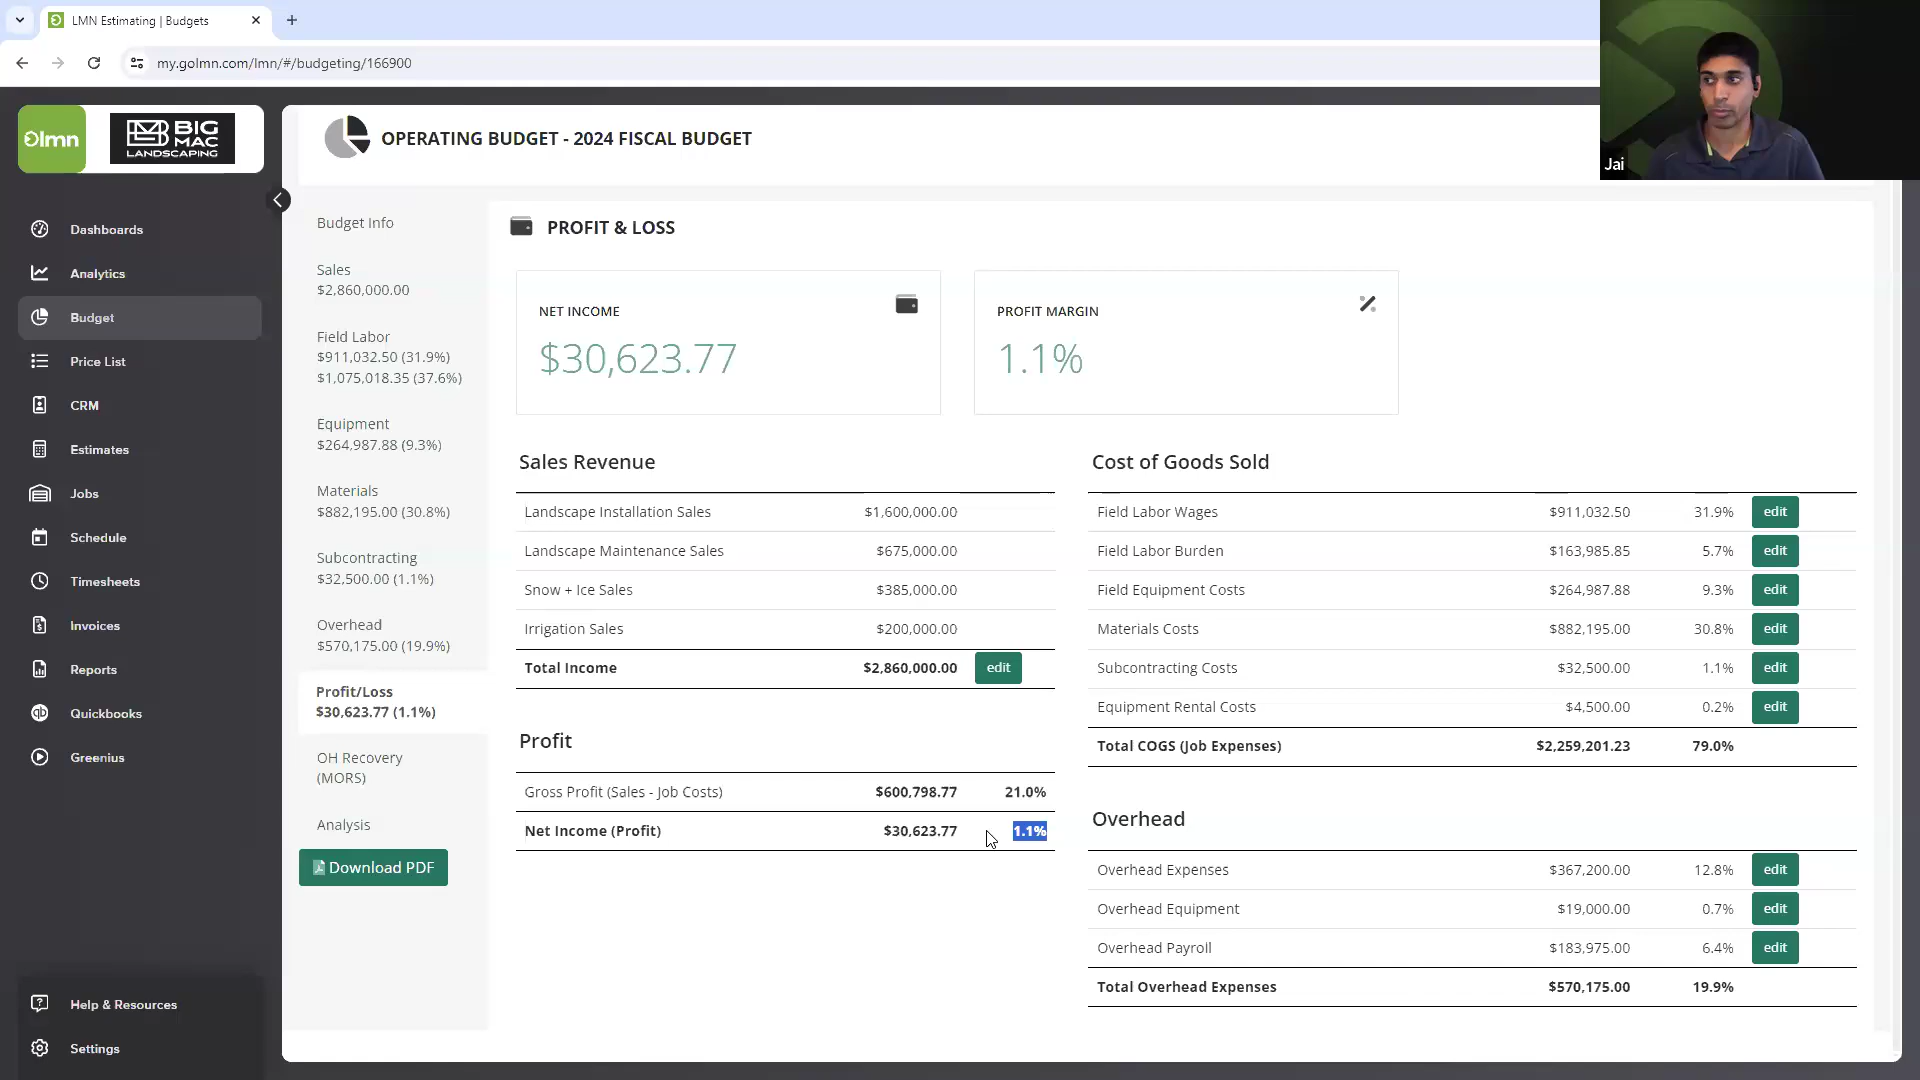 LMN Estimating | Budgets
my.golmn.com/lmn/#/budgeting/166900
Jai
lmn
BIG
MAC
LANDSCAPING
Dashboards
Analytics
Budget
Price List
CRM
Estimates
Jobs
Schedule
Timesheets
Invoices
Reports
Quickbooks
Greenius
Help & Resources
Settings
OPERATING BUDGET - 2024 FISCAL BUDGET
Budget Info
Sales
$2,860,000.00
Field Labor
$911,032.50 (31.9%)
$1,075,018.35 (37.6%)
Equipment
$264,987.88 (9.3%)
Materials
$882,195.00 (30.8%)
Subcontracting
$32,500.00 (1.1%)
Overhead
$570,175.00 (19.9%)
Profit/Loss
$30,623.77 (1.1%)
OH Recovery
(MORS)
Analysis
Download PDF
PROFIT & LOSS
NET INCOME
$30,623.77
PROFIT MARGIN
1.1%
Sales Revenue
Landscape Installation Sales $1,600,000.00
Landscape Maintenance Sales $675,000.00
Snow + Ice Sales $385,000.00
Irrigation Sales $200,000.00
Total Income $2,860,000.00 edit
Profit
Gross Profit (Sales - Job Costs) $600,798.77 21.0%
Net Income (Profit) $30,623.77 1.1%
Cost of Goods Sold
Field Labor Wages $911,032.50 31.9% edit
Field Labor Burden $163,985.85 5.7% edit
Field Equipment Costs $264,987.88 9.3% edit
Materials Costs $882,195.00 30.8% edit
Subcontracting Costs $32,500.00 1.1% edit
Equipment Rental Costs $4,500.00 0.2% edit
Total COGS (Job Expenses) $2,259,201.23 79.0%
Overhead
Overhead Expenses $367,200.00 12.8% edit
Overhead Equipment $19,000.00 0.7% edit
Overhead Payroll $183,975.00 6.4% edit
Total Overhead Expenses $570,175.00 19.9%